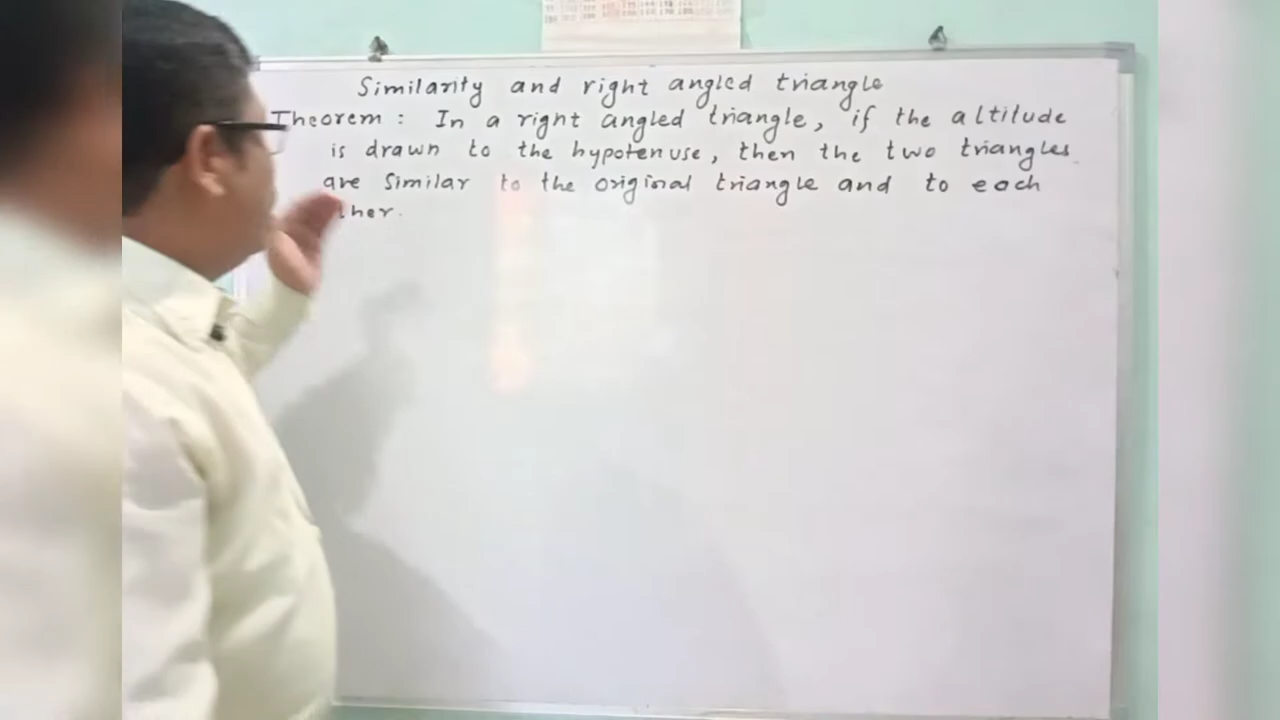 Similarity and right angled triangle
Theorem : In a right angled triangle, if the altitude
is drawn to the hypotenuse, then the two triangles
are Similar to the original triangle and to each
ther.